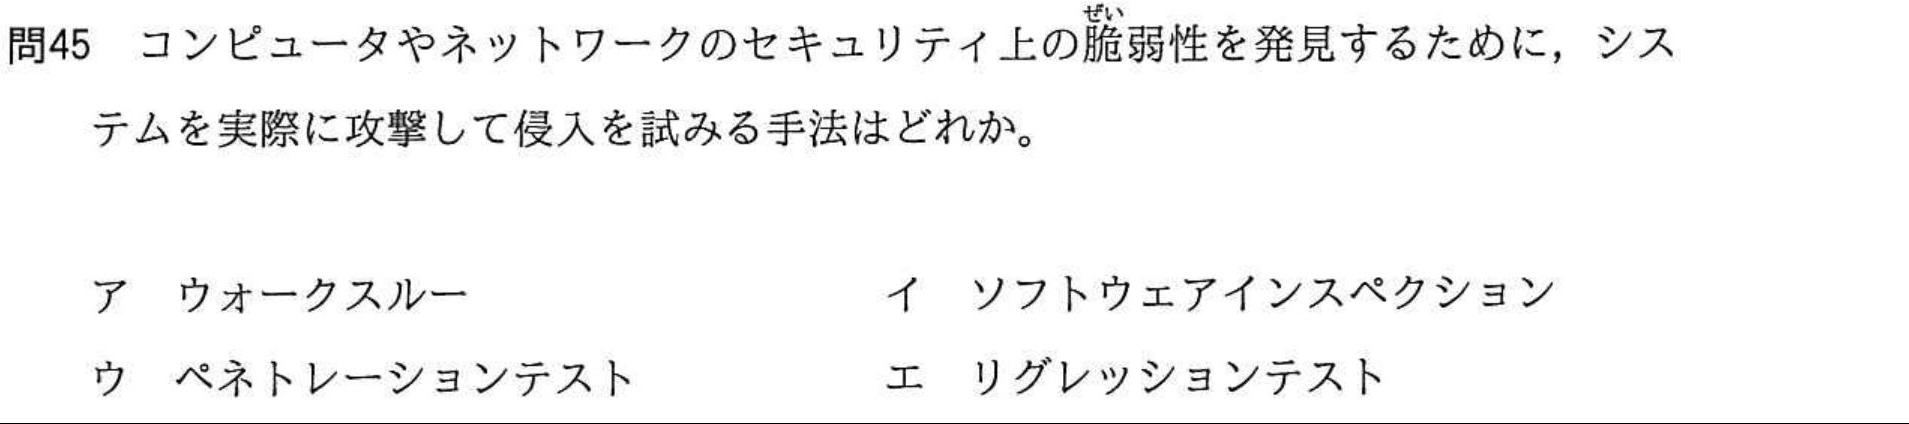 ぜい
問45 コンピュータやネットワークのセキュリティ上の脆弱性を発見するために，シス
テムを実際に攻撃して侵入を試みる手法はどれか。
ア ウォークスルー イ ソフトウェアインスペクション
ウ ペネトレーションテスト エ リグレッションテスト